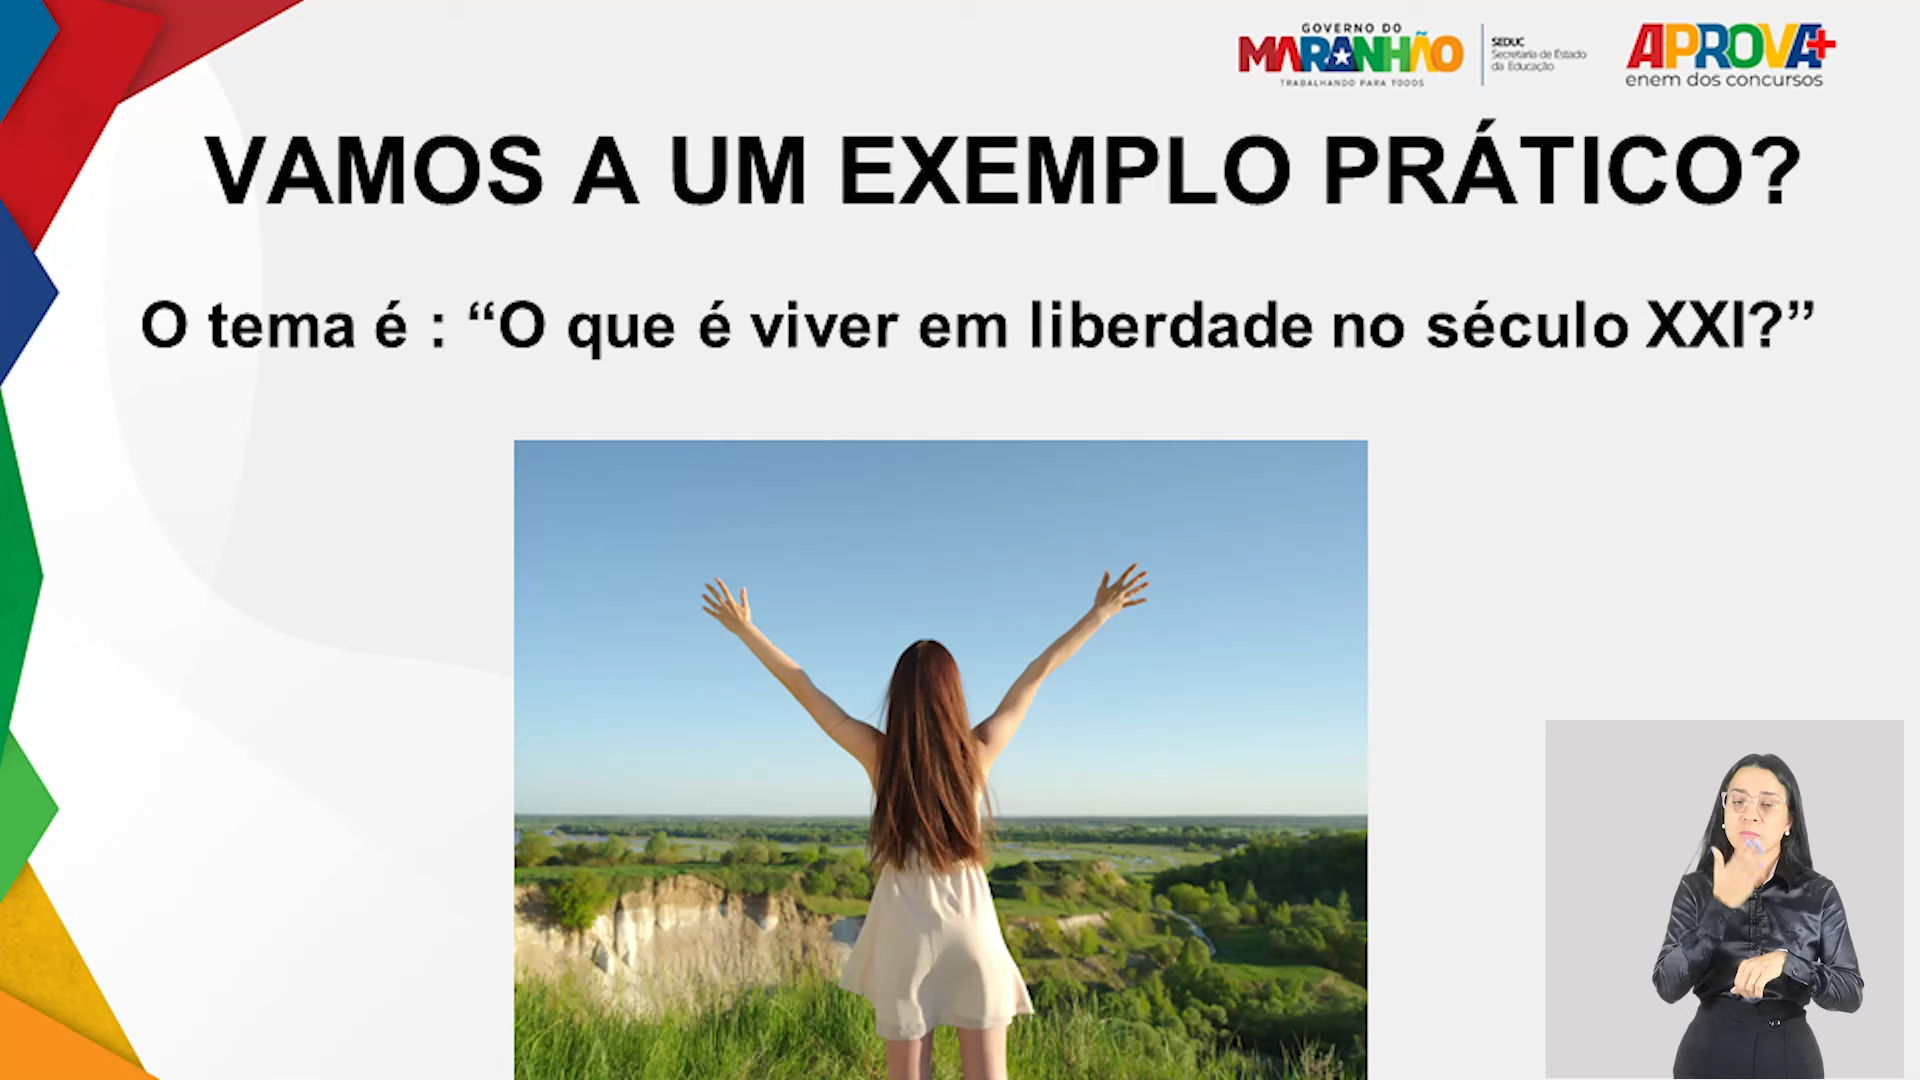 GOVERNO DO
MARANHÃO
TRABALHANDO PARA TODOS
SEDUC
Secretaria de Estado
da Educação
APROVA+
enem dos concursos
VAMOS A UM EXEMPLO PRÁTICO?
O tema é : “O que é viver em liberdade no século XXI?”